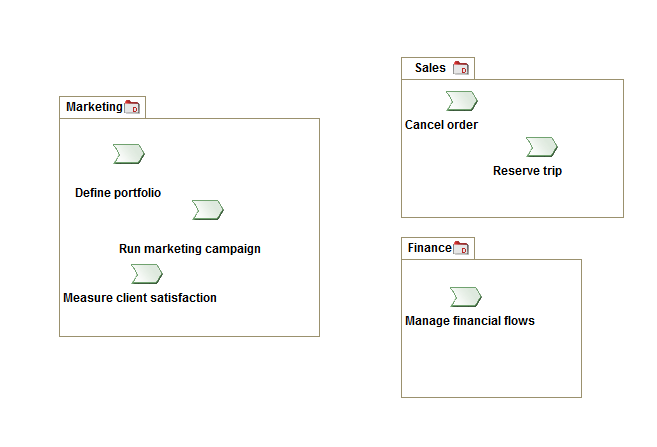 Marketing
D
Define portfolio
Run marketing campaign
Measure client satisfaction
Sales
D
Cancel order
Reserve trip
Finance
D
Manage financial flows